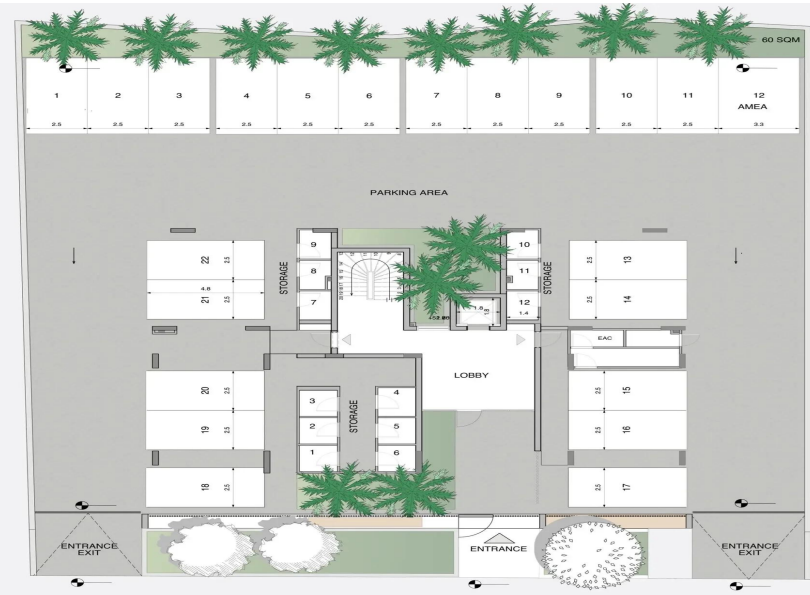 60 SQM
1 2 3 4 5 6 7 8 9 10 11 12
AMEA
2.5 2.5 2.5 2.5 2.5 2.5 2.5 2.5 2.5 2.5 2.5 3.3
PARKING AREA
22 2.5
4.8
21 2.5
STORAGE
9
8
7
10
11
12
1.4
STORAGE
13 2.5
14 2.5
1.8
LOBBY
EAC
20 2.5
19 2.5
18 2.5
3
2
1
STORAGE
4
5
6
15 2.5
16 2.5
17 2.5
ENTRANCE
EXIT
ENTRANCE
ENTRANCE
EXIT